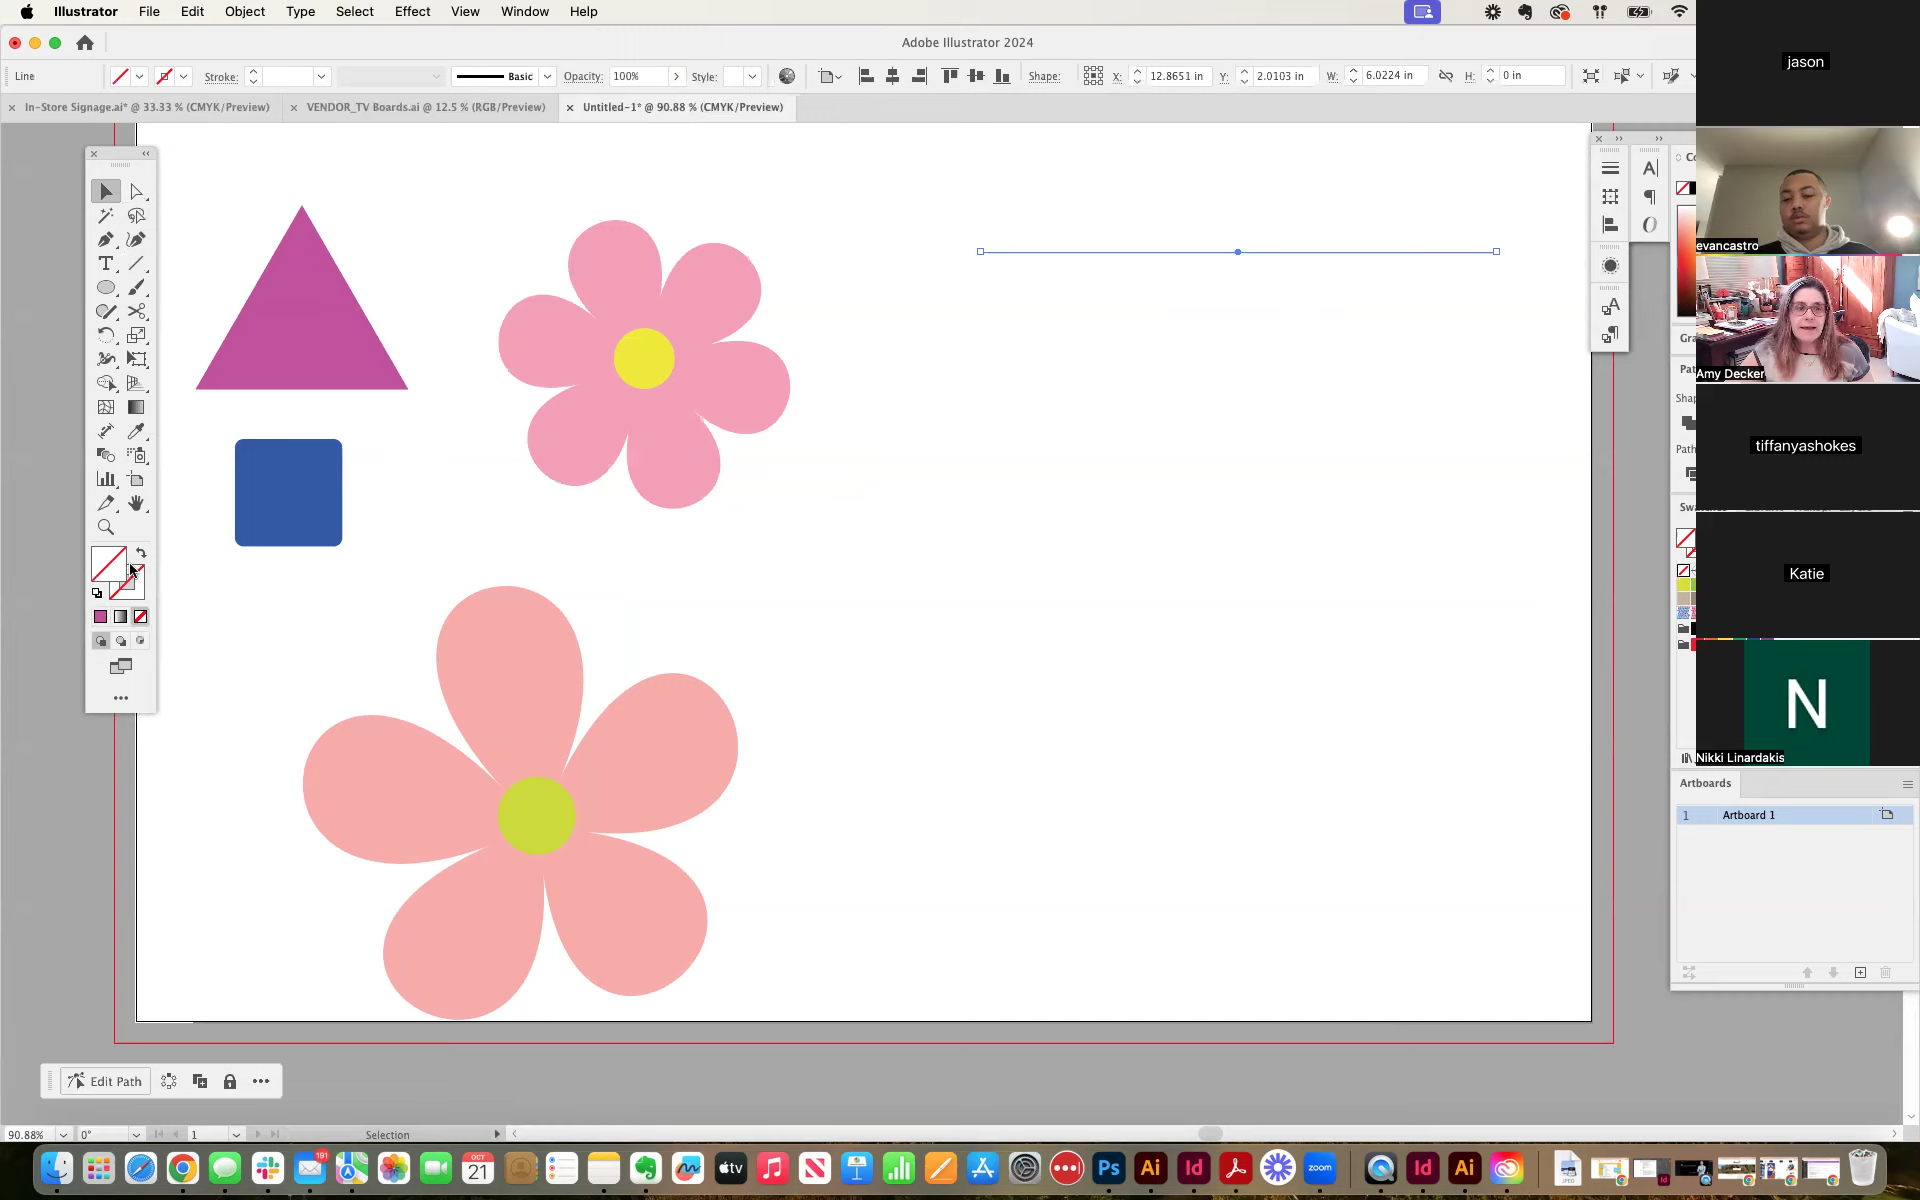 Illustrator File Edit Object Type Select Effect View Window Help
Adobe Illustrator 2024
Line Stroke: Basic Opacity: 100% Style: Shape: X: 12.8651 in Y: 2.0103 in W: 6.0224 in H: 0 in
In-Store Signage.ai* @ 33.33 % (CMYK/Preview) VENDOR_TV Boards.ai @ 12.5 % (RGB/Preview) Untitled-1* @ 90.88 % (CMYK/Preview)
jason
evancastro
Amy Decker
tiffanyashokes
Katie
N
Nikki Linardakis
Artboards
1 Artboard 1
Edit Path
90.88% 0° 1 Selection
191
OCT
21
tv
Ps Ai Id zoom Id Ai